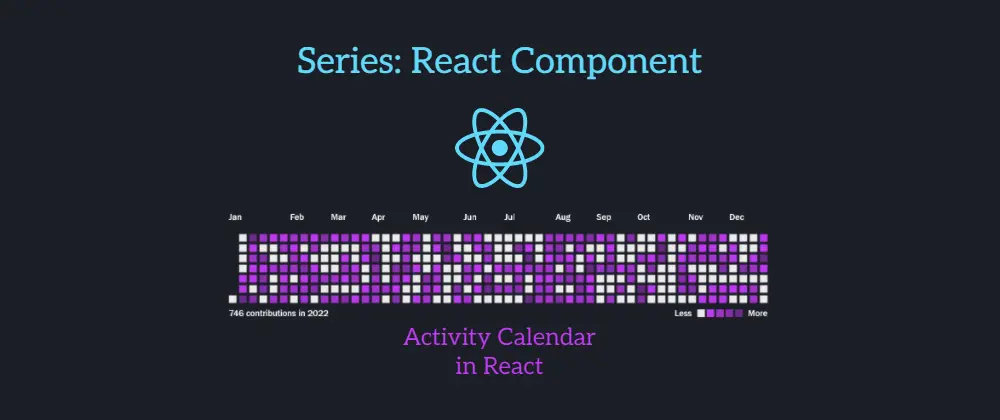 Series: React Component
Jan Feb Mar Apr May Jun Jul Aug Sep Oct Nov Dec
746 contributions in 2022 Less More
Activity Calendar
in React